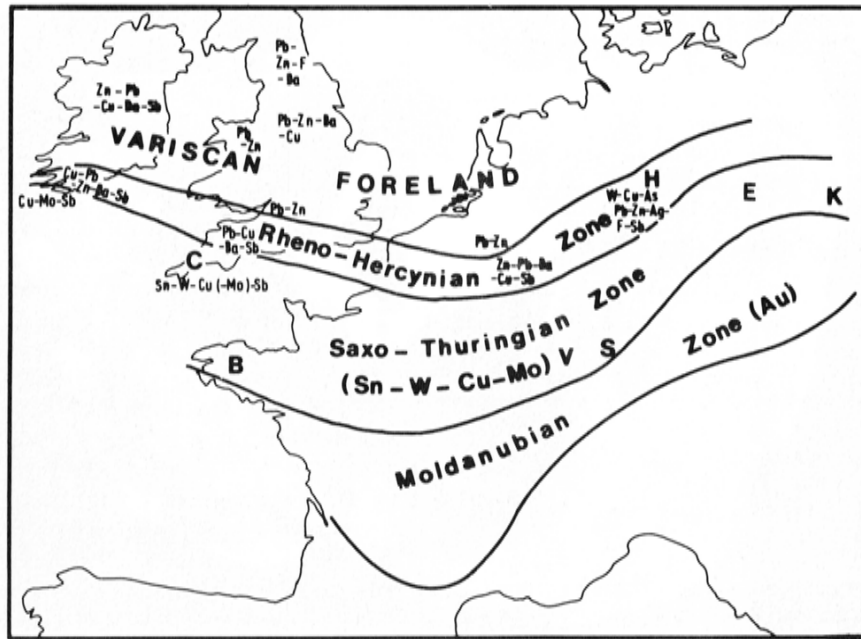 Pb-
Zn-F
-Ba
Zn-Pb
-Cu-Ba-Sb
Pb-Zn-Ba
-Cu
Pb
-Zn
VARISCAN
FORELAND
Cu-Pb
-Zn-Ba-Sb
Cu-Mo-Sb
H
W-Cu-As
Pb-Zn-Ag-
F-Sb
E
K
Pb-Zn
Pb-Cu
-Ba-Sb
Rheno-Hercynian
Zone
Pb-Zn
Zn-Pb-Ba
-Cu-Sb
C
Sn-W-Cu(-Mo)-Sb
Saxo-Thuringian Zone
(Sn-W-Cu-Mo) V S
B
Moldanubian Zone (Au)